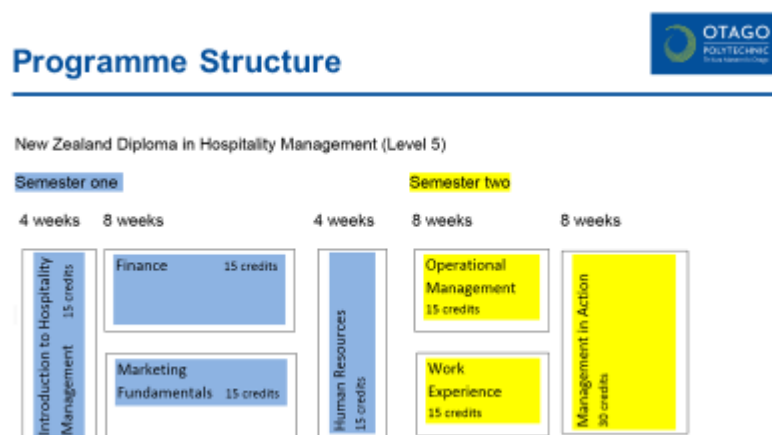 OTAGO
POLYTECHNIC
Programme Structure
New Zealand Diploma in Hospitality Management (Level 5)
Semester one
Semester two
4 weeks
8 weeks
4 weeks
8 weeks
8 weeks
Introduction to Hospitality
Management
15 credits
Finance
15 credits
Marketing
Fundamentals 15 credits
Human Resources
15 credits
Operational
Management
15 credits
Work
Experience
15 credits
Management in Action
30 credits